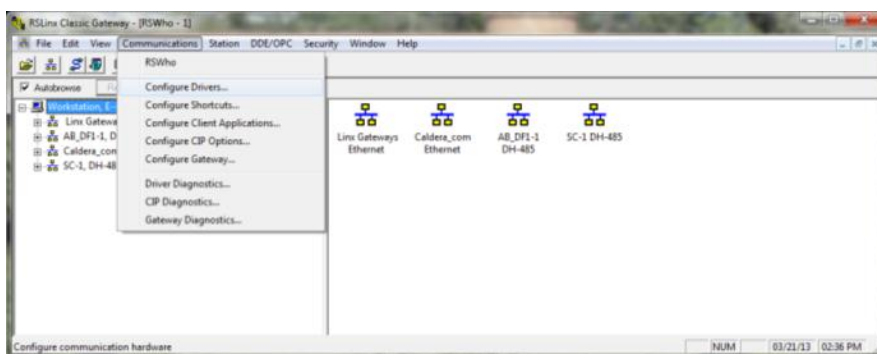 RSLinx Classic Gateway - [RSWho - 1]
File Edit View Communications Station DDE/OPC Security Window Help
RSWho
Configure Drivers...
Configure Shortcuts...
Configure Client Applications...
Configure CIP Options...
Configure Gateway...
Driver Diagnostics...
CIP Diagnostics...
Gateway Diagnostics...
Autobrowse
Workstation, E-
Linx Gatewa
AB_DF1-1, D
Caldera_com
SC-1, DH-48
Linx Gateways
Ethernet
Caldera_com
Ethernet
AB_DF1-1
DH-485
SC-1 DH-485
Configure communication hardware
NUM 03/21/13 02:36 PM